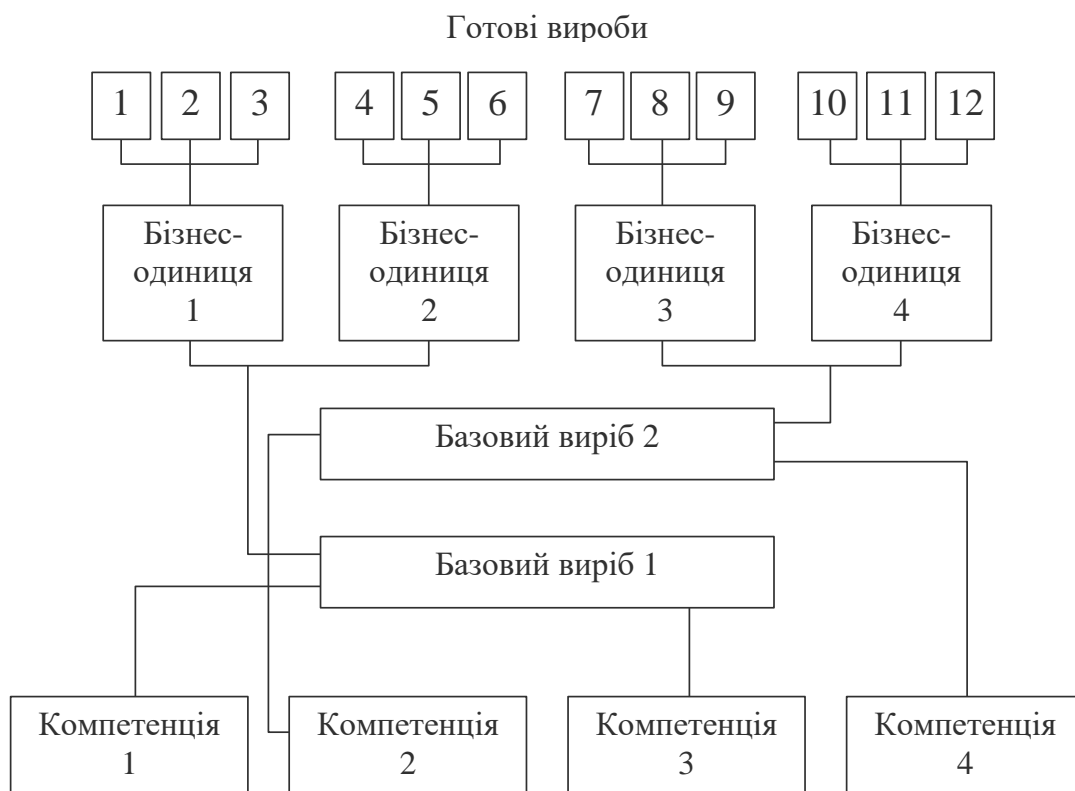 Готові вироби
1 2 3 4 5 6 7 8 9 10 11 12
Бізнес-
одиниця
1
Бізнес-
одиниця
2
Бізнес-
одиниця
3
Бізнес-
одиниця
4
Базовий виріб 2
Базовий виріб 1
Компетенція
1
Компетенція
2
Компетенція
3
Компетенція
4